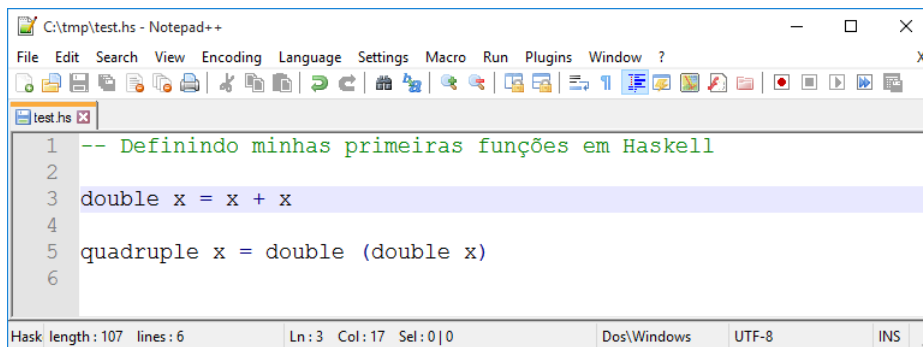 C:\tmp\test.hs - Notepad++
File Edit Search View Encoding Language Settings Macro Run Plugins Window ? X
test.hs
1 -- Definindo minhas primeiras funções em Haskell
2
3 double x = x + x
4
5 quadruple x = double (double x)
6
Hask length : 107 lines : 6 Ln : 3 Col : 17 Sel : 0 | 0 Dos\Windows UTF-8 INS